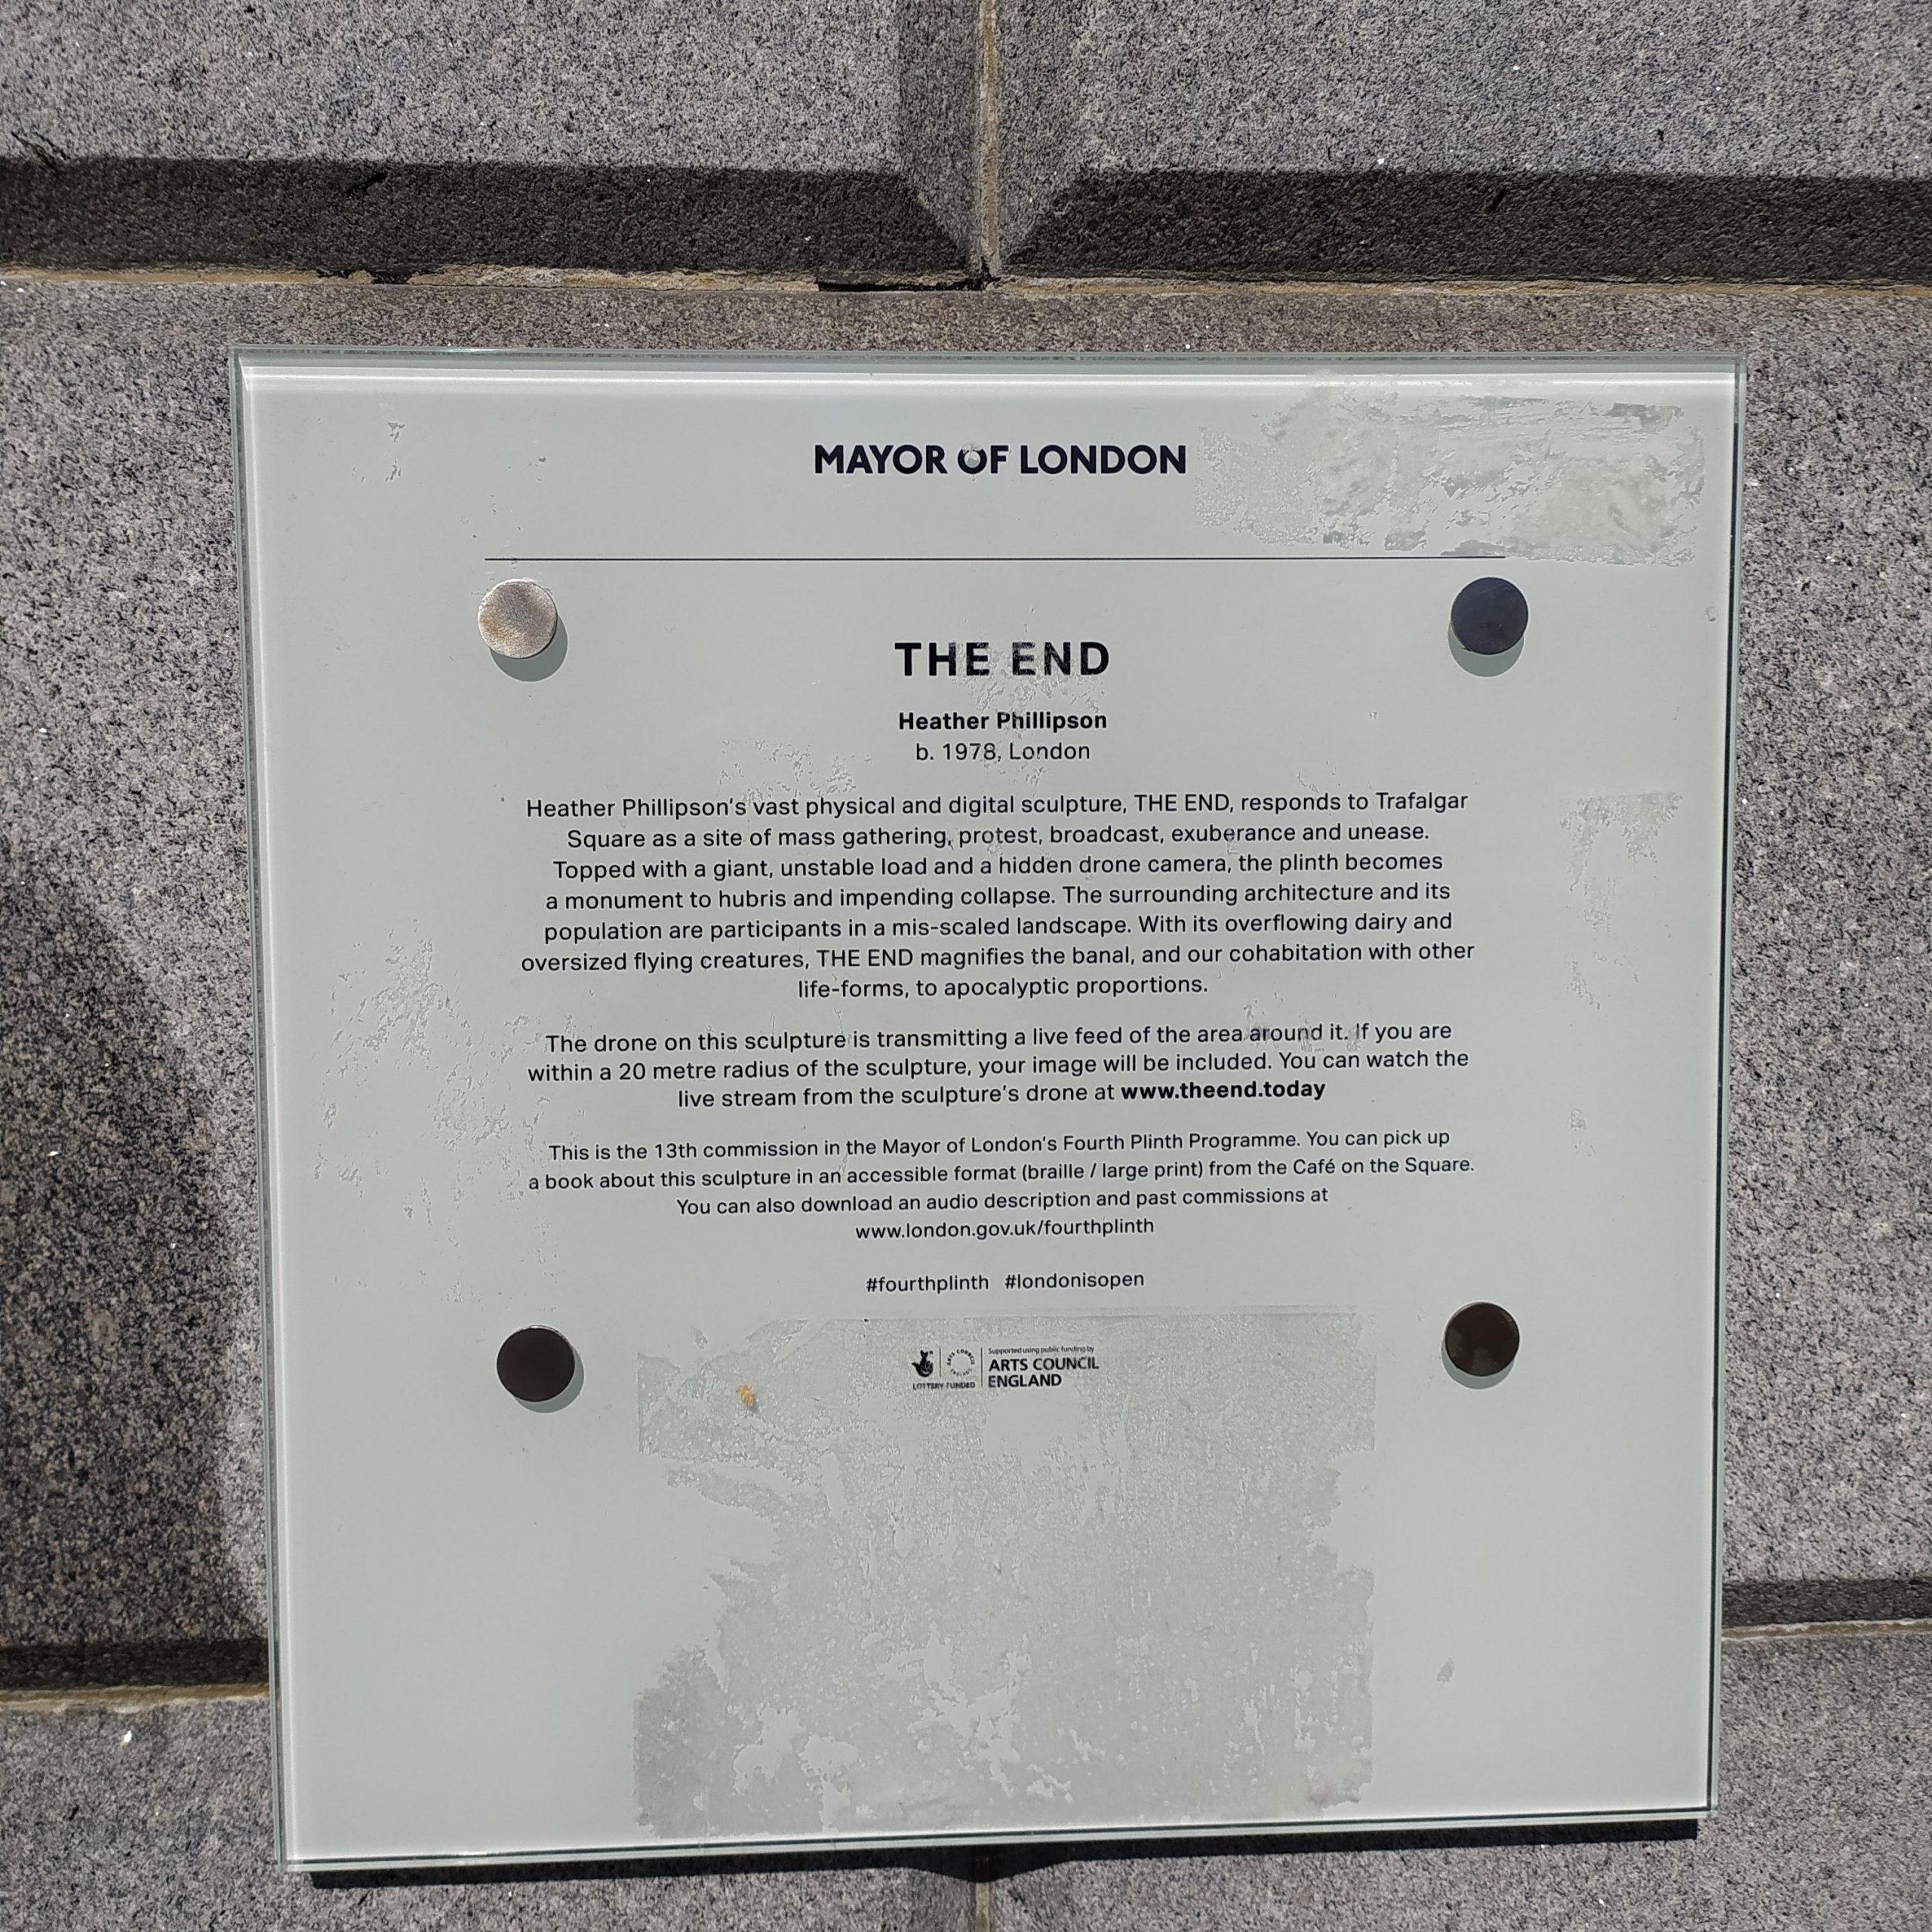 MAYOR OF LONDON
THE END
Heather Phillipson
b. 1978, London
Heather Phillipson's vast physical and digital sculpture, THE END, responds to Trafalgar
Square as a site of mass gathering, protest, broadcast, exuberance and unease.
Topped with a giant, unstable load and a hidden drone camera, the plinth becomes
a monument to hubris and impending collapse. The surrounding architecture and its
population are participants in a mis-scaled landscape. With its overflowing dairy and
oversized flying creatures, THE END magnifies the banal, and our cohabitation with other
life-forms, to apocalyptic proportions.
The drone on this sculpture is transmitting a live feed of the area around it. If you are
within a 20 metre radius of the sculpture, your image will be included. You can watch the
live stream from the sculpture's drone at www.theend.today
This is the 13th commission in the Mayor of London's Fourth Plinth Programme. You can pick up
a book about this sculpture in an accessible format (braille / large print) from the Café on the Square.
You can also download an audio description and past commissions at
www.london.gov.uk/fourthplinth
#fourthplinth #londonisopen
Supported using public funding by
ARTS COUNCIL
ENGLAND
LOTTERY FUNDED